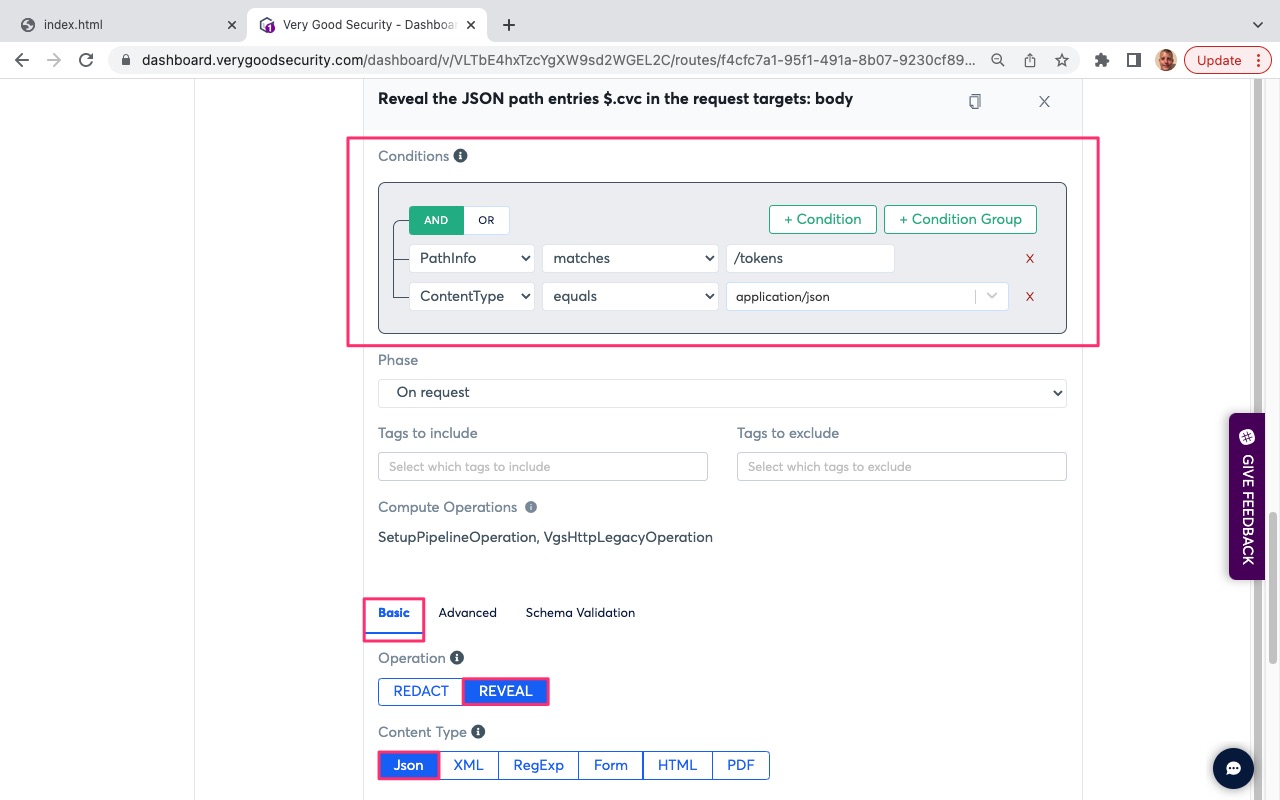 index.html
Very Good Security - Dashboa
Update
dashboard.verygoodsecurity.com/dashboard/v/VLTbE4hxTzcYgXW9sd2WGEL2C/routes/f4cfc7a1-95f1-491a-8b07-9230cf89...
Reveal the JSON path entries $.cvc in the request targets: body
Conditions
AND OR + Condition + Condition Group
PathInfo matches /tokens X
ContentType equals application/json X
Phase
On request
Tags to include Tags to exclude
Select which tags to include Select which tags to exclude
Compute Operations
SetupPipelineOperation, VgsHttpLegacyOperation
Basic Advanced Schema Validation
Operation
REDACT REVEAL
Content Type
Json XML RegExp Form HTML PDF
GIVE FEEDBACK